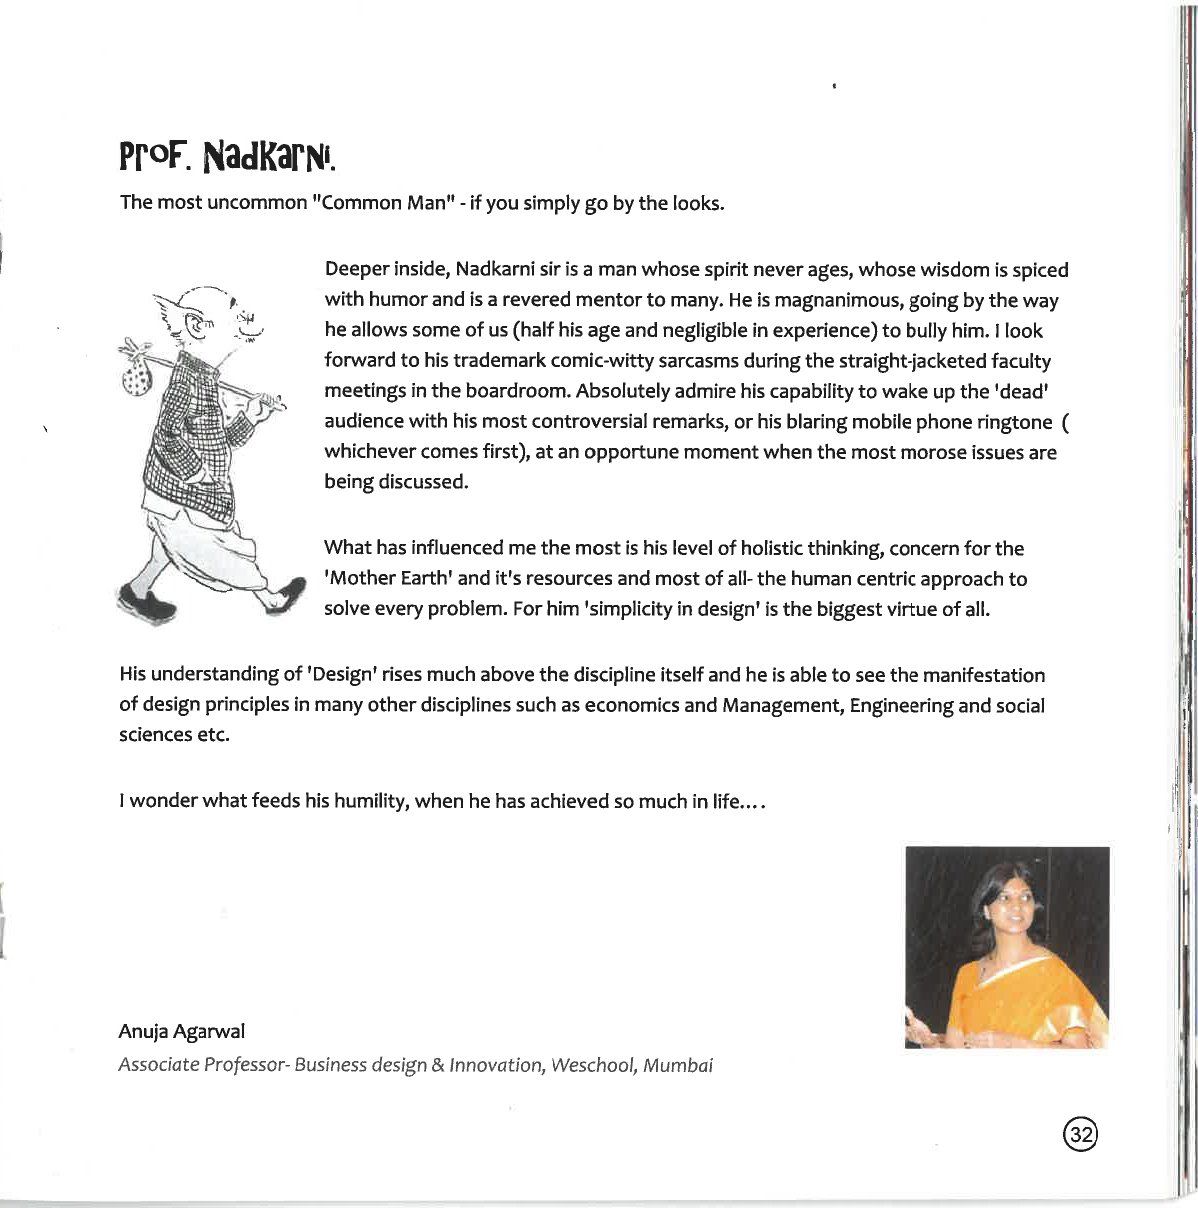 Prof. Nadkarni.
The most uncommon "Common Man" - if you simply go by the looks.
Deeper inside, Nadkarni sir is a man whose spirit never ages, whose wisdom is spiced
with humor and is a revered mentor to many. He is magnanimous, going by the way
he allows some of us (half his age and negligible in experience) to bully him. I look
forward to his trademark comic-witty sarcasms during the straight-jacketed faculty
meetings in the boardroom. Absolutely admire his capability to wake up the 'dead'
audience with his most controversial remarks, or his blaring mobile phone ringtone (
whichever comes first), at an opportune moment when the most morose issues are
being discussed.
What has influenced me the most is his level of holistic thinking, concern for the
'Mother Earth' and it's resources and most of all- the human centric approach to
solve every problem. For him 'simplicity in design' is the biggest virtue of all.
His understanding of 'Design' rises much above the discipline itself and he is able to see the manifestation
of design principles in many other disciplines such as economics and Management, Engineering and social
sciences etc.
I wonder what feeds his humility, when he has achieved so much in life....
Anuja Agarwal
Associate Professor- Business design & Innovation, Weschool, Mumbai
32